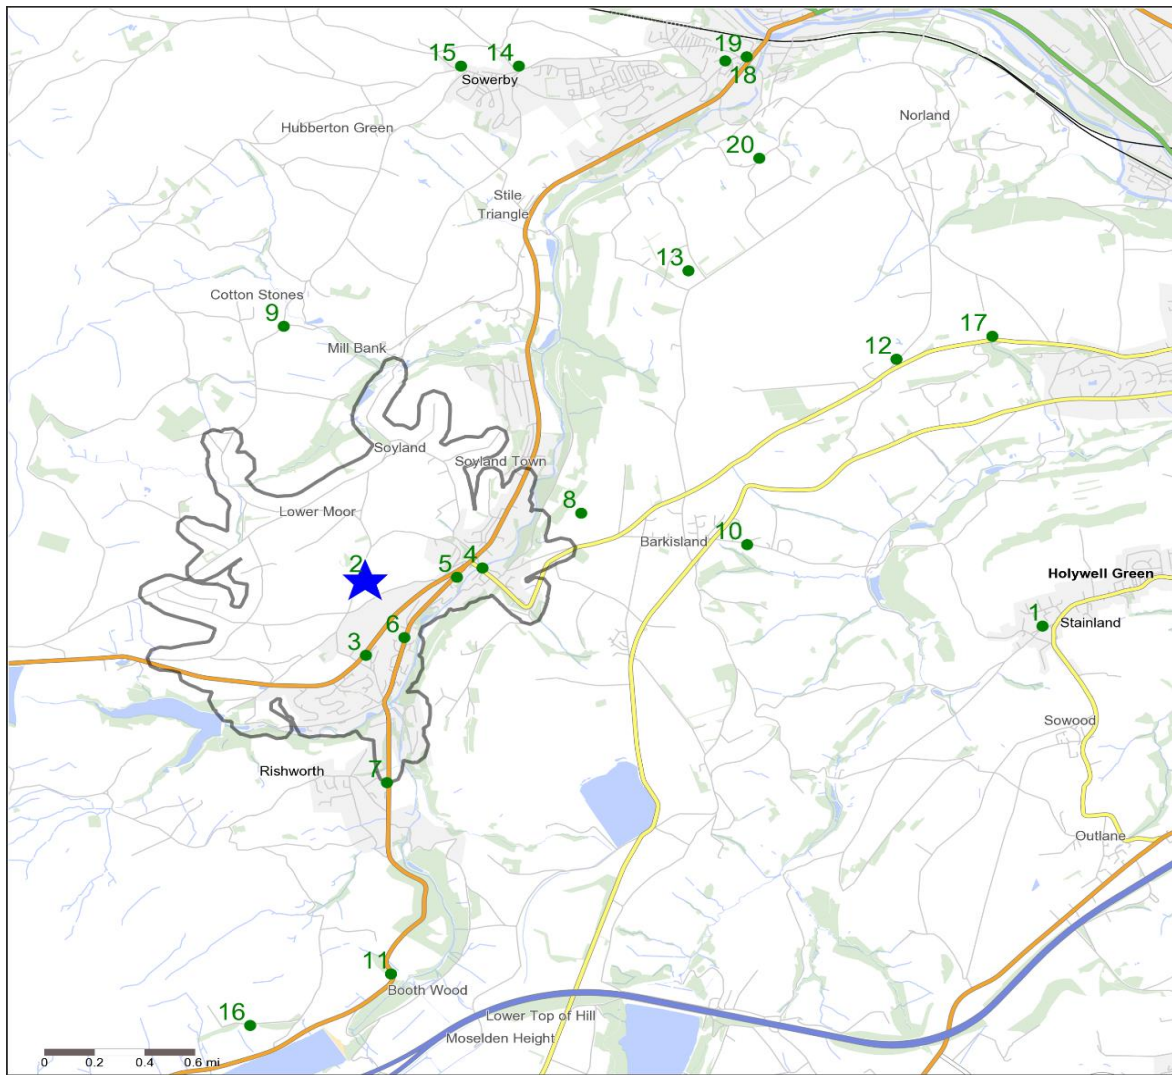 19
15
14
Sowerby
18
Norland
Hubberton Green
20
Stile
Triangle
13
Cotton Stones
9
Mill Bank
17
12
Soyland
Soyland Town
8
Lower Moor
Barkisland
10
2
4
5
Holywell Green
1
Stainland
6
3
Sowood
Rishworth
7
Outlane
11
Booth Wood
16
Lower Top of Hill
Moselden Height
0 0.2 0.4 0.6 mi